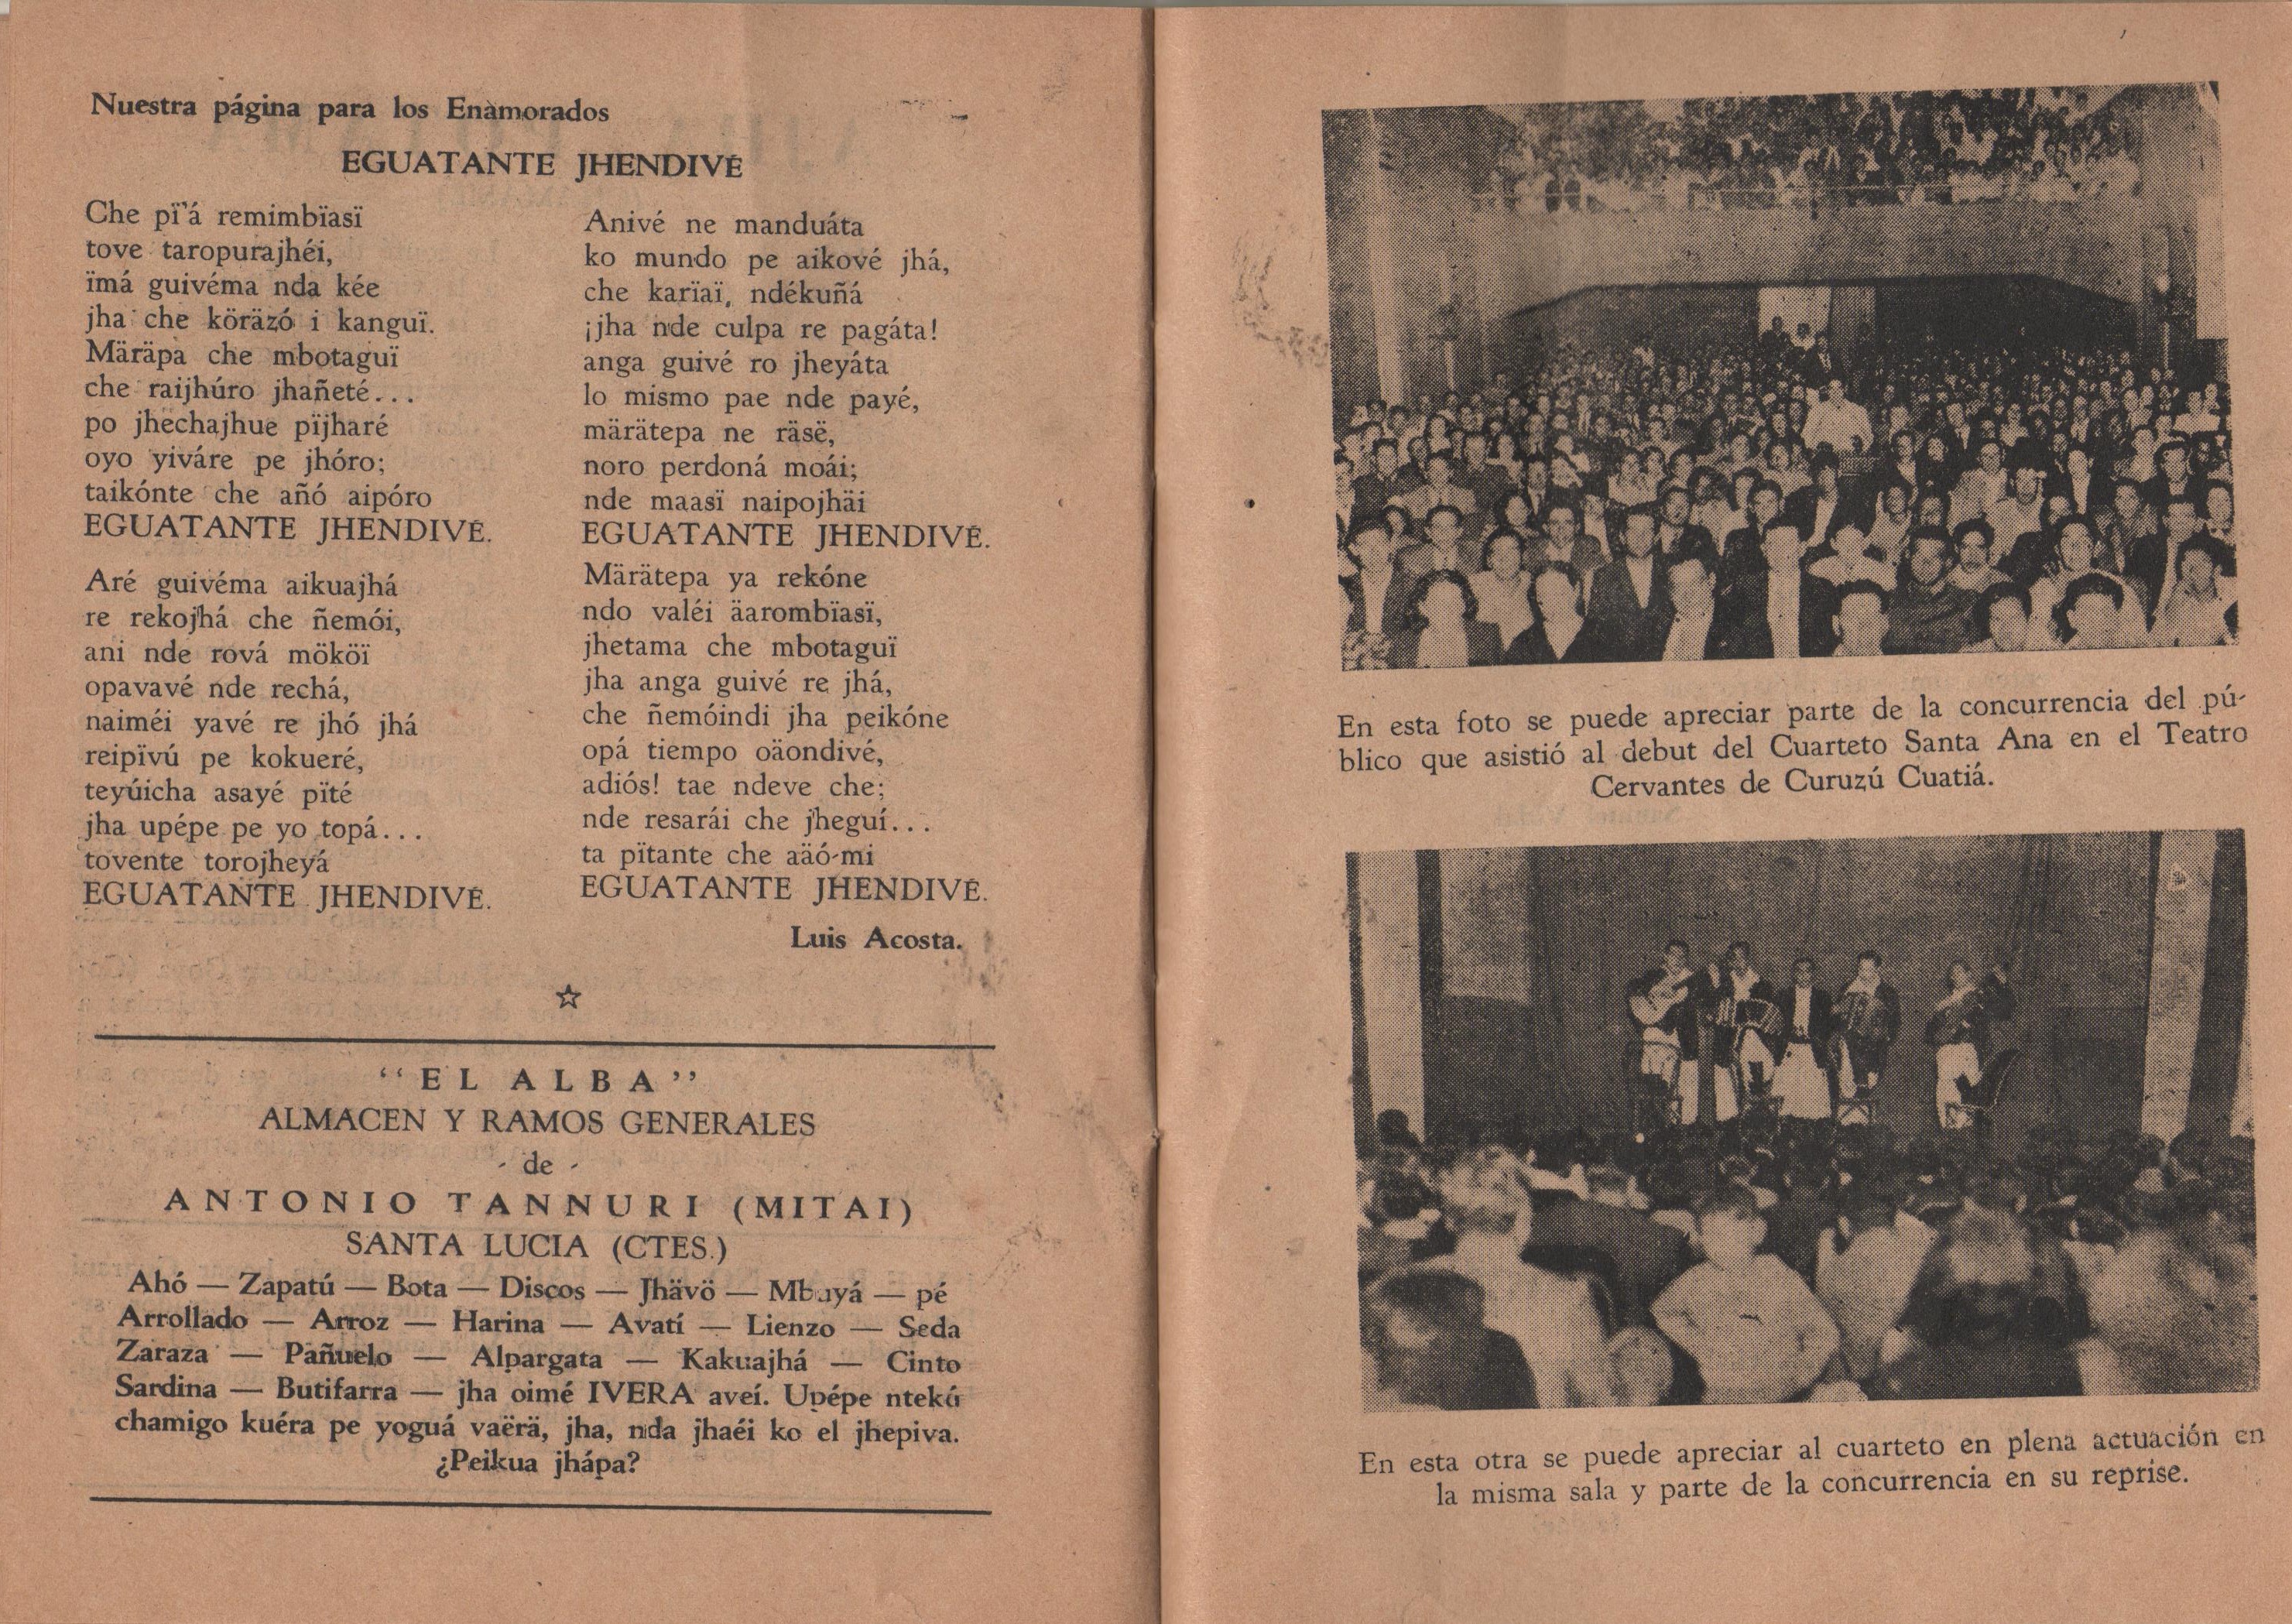 Nuestra página para los Enamorados
EGUATANTE JHENDIVÉ
Che pï'á remimbïasï
tove taropurajhéi,
ïmá guivéma nda kée
jha che köräzó i kanguï.
Märäpa che mbotaguï
che raijhúro jhañeté...
po jhëchajhue pïjharé
oyo yiváre pe jhóro;
taikónte che añó aipóro
EGUATANTE JHENDIVÉ.
Aré guivéma aikuajhá
re rekojhá che ñemói,
ani nde rová mököï
opavavé nde rechá,
naiméi yavé re jhó jhá
reipïvú pe kokueré,
teyúicha asayé pïté
jha upépe pe yo topá...
tovente torojheyá
EGUATANTE JHENDIVÉ.
Anivé ne manduáta
ko mundo pe aikové jhá,
che karïaï, ndékuñá
¡jha nde culpa re pagáta!
anga guivé ro jheyáta
lo mismo pae nde payé,
märätepa ne räsë,
noro perdoná moái;
nde maasï naipojhäi
EGUATANTE JHENDIVÉ.
Märätepa ya rekóne
ndo valéi äarombïasï,
jhetama che mbotaguï
jha anga guivé re jhá,
che ñemóindi jha peikóne
opá tiempo oäondivé,
adiós! tae ndeve che;
nde resarái che jheguí...
ta pïtante che aäó-mi
EGUATANTE JHENDIVÉ.
Luis Acosta.
"EL ALBA"
ALMACEN Y RAMOS GENERALES
- de -
ANTONIO TANNURI (MITAI)
SANTA LUCIA (CTES.)
Ahó — Zapatú — Bota — Discos — Jhävö — Mbuyá — pé
Arrollado — Arroz — Harina — Avatí — Lienzo — Seda
Zaraza — Pañuelo — Alpargata — Kakuajhá — Cinto
Sardina — Butifarra — jha oimé IVERA aveí. Upépe ntekó
chamigo kuéra pe yoguá vaërä, jha, nda jhaéi ko el jhepiva.
¿Peikua jhápa?
En esta foto se puede apreciar parte de la concurrencia del pú-
blico que asistió al debut del Cuarteto Santa Ana en el Teatro
Cervantes de Curuzú Cuatiá.
En esta otra se puede apreciar al cuarteto en plena actuación en
la misma sala y parte de la concurrencia en su reprise.